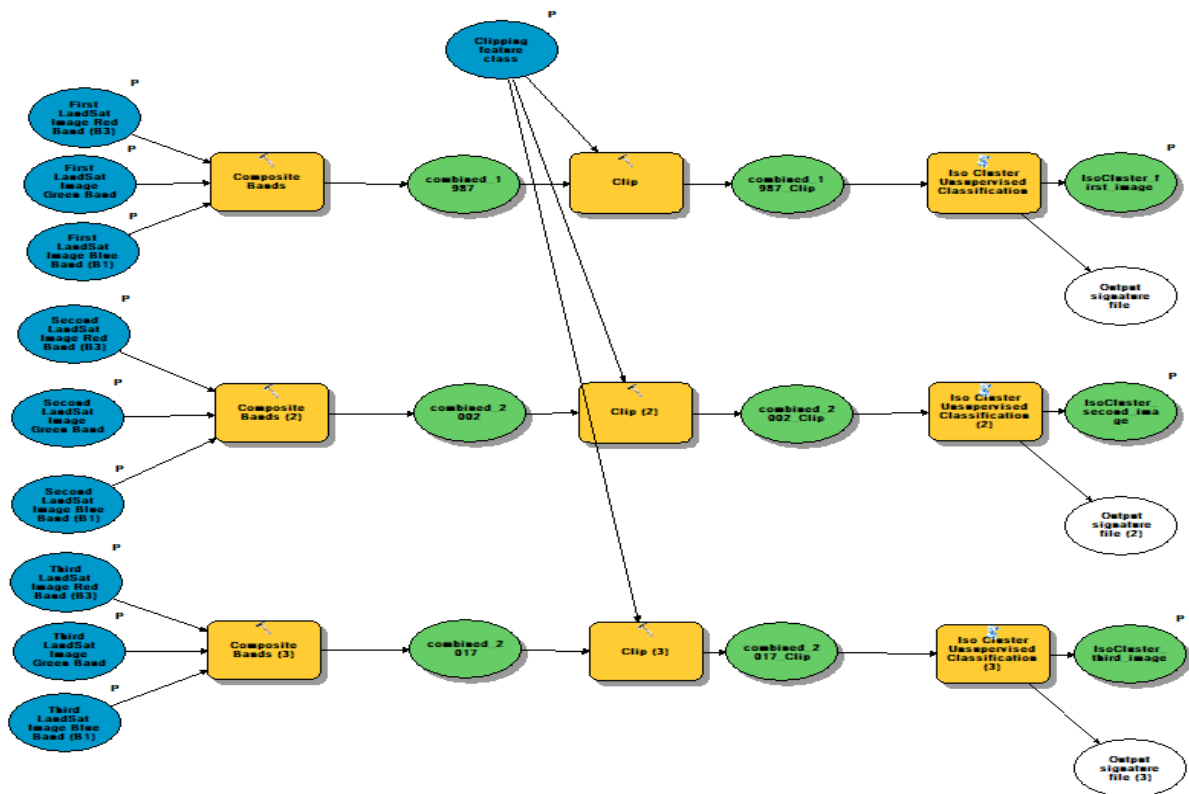 P
Clipping
feature
class
P
First
LandSat
Image Red
Band (B3)
P
First
LandSat
Image
Green Band
P
First
LandSat
Image Blue
Band (B1)
Composite
Bands
combined_1
987
Clip
combined_1
987_Clip
Iso Cluster
Unsupervised
Classification
P
IsoCluster_f
irst_image
Output
signature
file
P
Second
LandSat
Image Red
Band (B3)
P
Second
LandSat
Image
Green Band
P
Second
LandSat
Image Blue
Band (B1)
Composite
Bands (2)
combined_2
002
Clip (2)
combined_2
002_Clip
Iso Cluster
Unsupervised
Classification
(2)
P
IsoCluster_
second_ima
ge
Output
signature
file (2)
P
Third
LandSat
Image Red
Band (B3)
P
Third
LandSat
Image
Green Band
P
Third
LandSat
Image Blue
Band (B1)
Composite
Bands (3)
combined_2
017
Clip (3)
combined_2
017_Clip
Iso Cluster
Unsupervised
Classification
(3)
P
IsoCluster_
third_image
Output
signature
file (3)